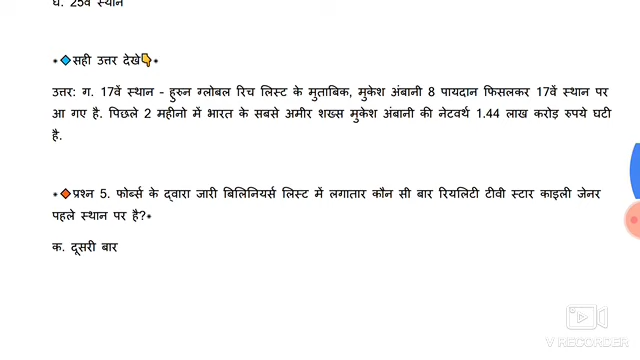 घ. 25वें स्थान
*🔷सही उत्तर देखे👇*
उत्तर: ग. 17वें स्थान - हुरुन ग्लोबल रिच लिस्ट के मुताबिक, मुकेश अंबानी 8 पायदान फिसलकर 17वें स्थान पर
आ गए है. पिछले 2 महीनो में भारत के सबसे अमीर शख्स मुकेश अंबानी की नेटवर्थ 1.44 लाख करोड़ रुपये घटी
है.
*🔶प्रश्न 5. फोर्ब्स के द्वारा जारी बिलिनियर्स लिस्ट में लगातार कौन सी बार रियलिटी टीवी स्टार काइली जेनर
पहले स्थान पर है?*
क. दूसरी बार
V RECORDER